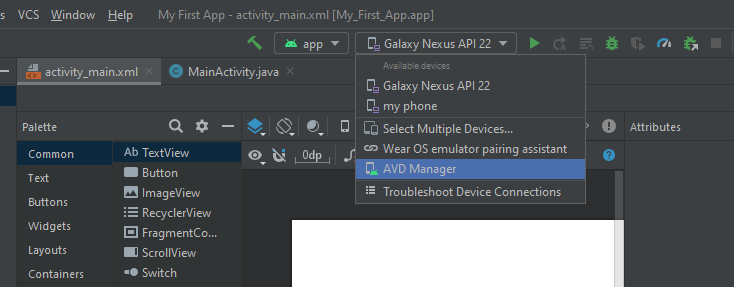 VCS Window Help My First App - activity_main.xml [My_First_App.app]
app Galaxy Nexus API 22
activity_main.xml MainActivity.java
Available devices
Galaxy Nexus API 22
my phone
Select Multiple Devices...
Wear OS emulator pairing assistant
AVD Manager
Troubleshoot Device Connections
Palette
Attributes
Common
Text
Buttons
Widgets
Layouts
Containers
Ab TextView
Button
ImageView
RecyclerView
FragmentCo...
ScrollView
Switch
0dp